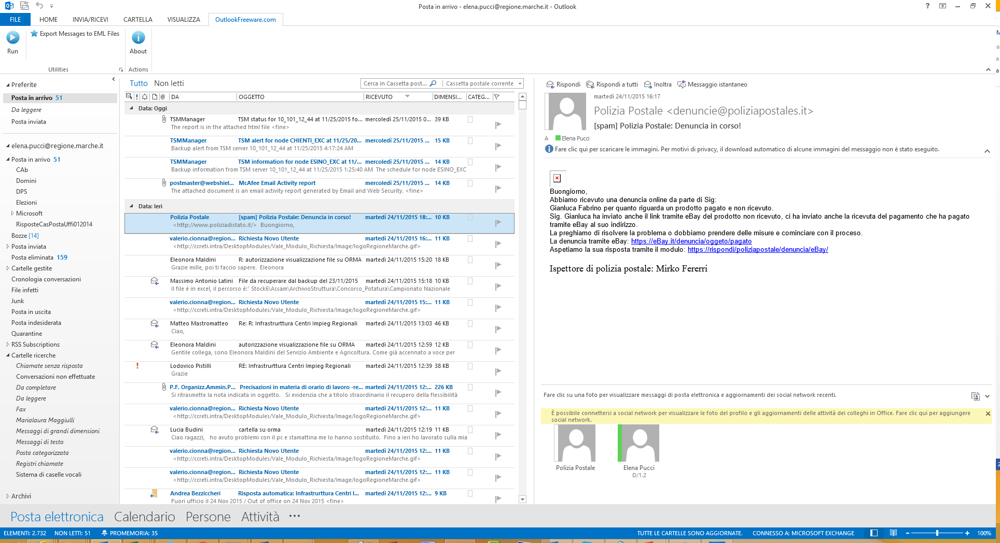 Posta in arrivo - elena.pucci@regione.marche.it - Outlook
FILE HOME INVIA/RICEVI CARTELLA VISUALIZZA OutlookFreeware.com
Run
Export Messages to EML Files
About
Utilities
Actions
Preferite
Posta in arrivo 51
Da leggere
Posta inviata
elena.pucci@regione.marche.it
Posta in arrivo 51
CAb
Domini
DPS
Elezioni
Microsoft
RisposteCasPostaUffi012014
Bozze [14]
Posta inviata
Posta eliminata 159
Cartelle gestite
Cronologia conversazioni
File infetti
Junk
Posta in uscita
Posta indesiderata
Quarantine
RSS Subscriptions
Cartelle ricerche
Chiamate senza risposta
Conversazioni non effettuate
Da completare
Da leggere
Fax
Marialaura Maggiulli
Messaggi di grandi dimensioni
Messaggi di testo
Posta categorizzata
Registri chiamate
Sistema di caselle vocali
Archivi
Tutto Non letti
Cerca in Cassetta post... Cassetta postale corrente
DA OGGETTO RICEVUTO DIMENSI... CATEG...
Data: Oggi
TSMManager TSM status for 10_101_12_44 at 11/25/2015 fo... mercoledì 25/11/2015 0... 39 KB
The report is in the attached html file <fine>
TSMManager TSM alert for node CHIENTI_EXC at 11/25/20... mercoledì 25/11/2015 ... 15 KB
Backup alert from TSM server 10_101_12_44 at 11/25/2015 4:17:24 AM
TSMManager TSM information for node ESINO_EXC at 11/... mercoledì 25/11/2015 ... 14 KB
Backup information from TSM server 10_101_12_44 at 11/25/2015 1:25:40 AM The schedule for node ESINO_EXC
postmaster@webshiel... McAfee Email Activity report mercoledì 25/11/2015 ... 14 KB
The attached document is an email activity report generated by Email and Web Security. <fine>
Data: Ieri
Polizia Postale [spam] Polizia Postale: Denuncia in corso! martedì 24/11/2015 18:... 10 KB
<http://www.poliziadistato.it/> Buongiorno,
valerio.cionna@region... Richiesta Novo Utente martedì 24/11/2015 16:... 11 KB
<http://ccreti.intra/DesktopModules/Vale_Modulo_Richiesta/Image/logoRegioneMarche.gif>
Eleonora Maldini R: autorizzazione visualizzazione file su ORMA martedì 24/11/2015 15:20 18 KB
Grazie mille, poi ti faccio sapere. Eleonora
Massimo Antonio Latini File da recuperare dal backup del 23/11/2015 martedì 24/11/2015 15:18 10 KB
Il file è in excel, il percorso è:" Stock6\Assam\ArchivioStruttura\Concorso_Potatura\Campionato Nazionale
valerio.cionna@region... Richiesta Novo Utente martedì 24/11/2015 15:... 11 KB
<http://ccreti.intra/DesktopModules/Vale_Modulo_Richiesta/Image/logoRegioneMarche.gif>
Matteo Mastromatteo Re: R: Infrastrurttura Centri Impieg Regionali martedì 24/11/2015 13:03 46 KB
Ciao,
Eleonora Maldini autorizzazione visualizzazione file su ORMA martedì 24/11/2015 12:59 12 KB
Gentile collega, sono Eleonora Maldini del Servizio Ambiente e Agricoltura. Come già accennato a voce per
Lodovico Pistilli RE: Infrastrurttura Centri Impieg Regionali martedì 24/11/2015 12:39 38 KB
Grazie
P.F. Organizz.Ammin.P... Precisazioni in materia di orario di lavoro -re... martedì 24/11/2015 12:... 226 KB
Si ritrasmette la nota indicata in oggetto. Si evidenzia che a titolo straordinario il recupero della flessibilità
valerio.cionna@region... Richiesta Novo Utente martedì 24/11/2015 12:... 11 KB
<http://ccreti.intra/DesktopModules/Vale_Modulo_Richiesta/Image/logoRegioneMarche.gif>
Lucia Budini cartella su orma martedì 24/11/2015 12:19 11 KB
Ciao ragazzi, ho avuto problemi con il pc e stamattina me lo hanno sostituito. Fino a ieri ho lavorato sulla mia
valerio.cionna@region... Richiesta Novo Utente martedì 24/11/2015 12:... 11 KB
<http://ccreti.intra/DesktopModules/Vale_Modulo_Richiesta/Image/logoRegioneMarche.gif>
valerio.cionna@region... Richiesta Novo Utente martedì 24/11/2015 12:... 11 KB
<http://ccreti.intra/DesktopModules/Vale_Modulo_Richiesta/Image/logoRegioneMarche.gif>
Andrea Bezziccheri Risposta automatica: Infrastrurttura Centri I... martedì 24/11/2015 12:... 9 KB
Fuori ufficio il 24 Nov 2015 / Out of office on 24 Nov 2015 <fine>
Rispondi Rispondi a tutti Inoltra Messaggio istantaneo
martedì 24/11/2015 16:17
Polizia Postale <denuncie@poliziapostales.it>
[spam] Polizia Postale: Denuncia in corso!
A Elena Pucci
Fare clic qui per scaricare le immagini. Per motivi di privacy, il download automatico di alcune immagini del messaggio non è stato eseguito.
Buongiorno,
Abbiamo ricevuto una denuncia online da parte di Sig:
Gianluca Fabrino per quanto riguarda un prodotto pagato e non ricevuto.
Sig. Gianluca ha inviato anche il link tramite eBay del prodotto non ricevuto, ci ha inviato anche la ricevuta del pagamento che ha pagato
tramite eBay al suo indirizzo.
La preghiamo di risolvere la problema o dobbiamo prendere delle misure e cominciare con il proceso.
La denuncia tramite eBay: https://eBay.it/denuncia/oggeto/pagato
Aspetiamo la sua risposta tramite il modulo: https://rispondi/poliziapostale/denuncia/eBay/
Ispettore di polizia postale: Mirko Fererri
Fare clic su una foto per visualizzare messaggi di posta elettronica e aggiornamenti dei social network recenti.
È possibile connettersi a social network per visualizzare le foto del profilo e gli aggiornamenti delle attività dei colleghi in Office. Fare clic qui per aggiungere
social network.
Polizia Postale
Elena Pucci
D/1.2
Posta elettronica Calendario Persone Attività
ELEMENTI: 2.732 NON LETTI: 51 PROMEMORIA: 35 TUTTE LE CARTELLE SONO AGGIORNATE. CONNESSO A: MICROSOFT EXCHANGE 100%